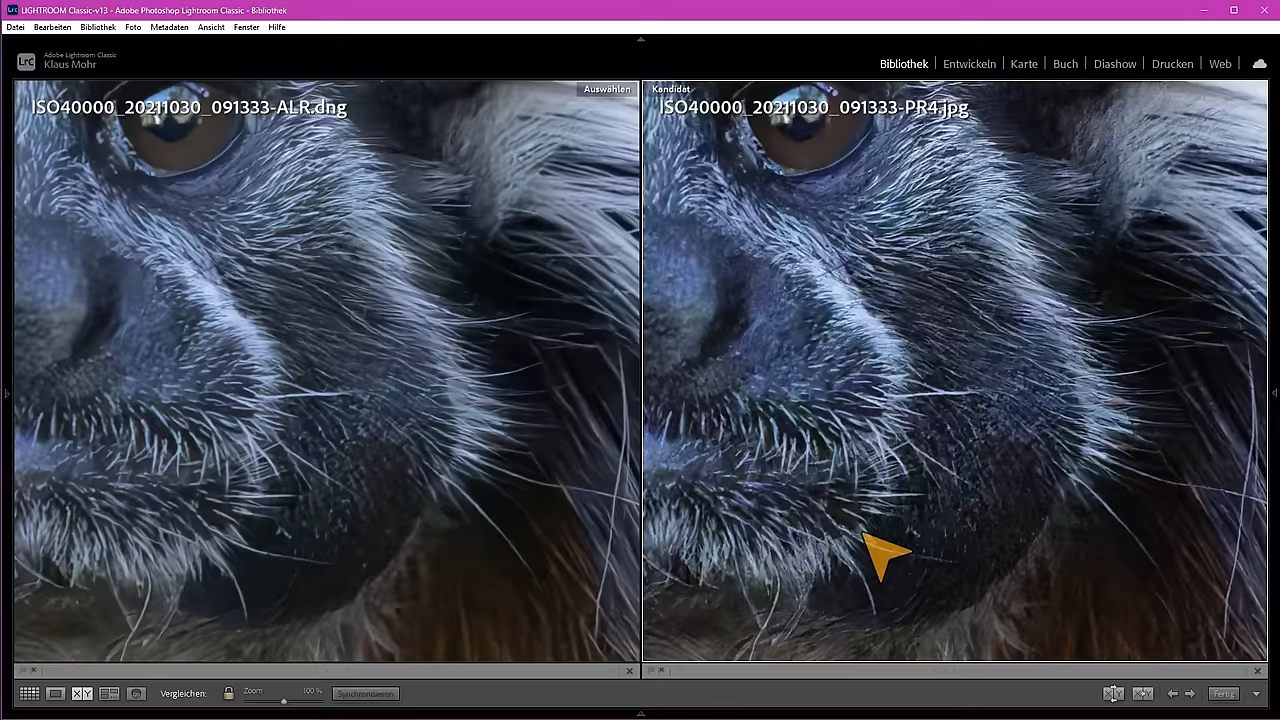 LIGHTROOM Classic-v13 - Adobe Photoshop Lightroom Classic - Bibliothek
Datei Bearbeiten Bibliothek Foto Metadaten Ansicht Fenster Hilfe
LrC
Adobe Lightroom Classic
Klaus Mohr
Bibliothek Entwickeln Karte Buch Diashow Drucken Web
Auswählen
ISO40000_20211030_091333-ALR.dng
Kandidat
ISO40000_20211030_091333-PR4.jpg
Vergleichen: Zoom 100 % Synchronisieren Fertig